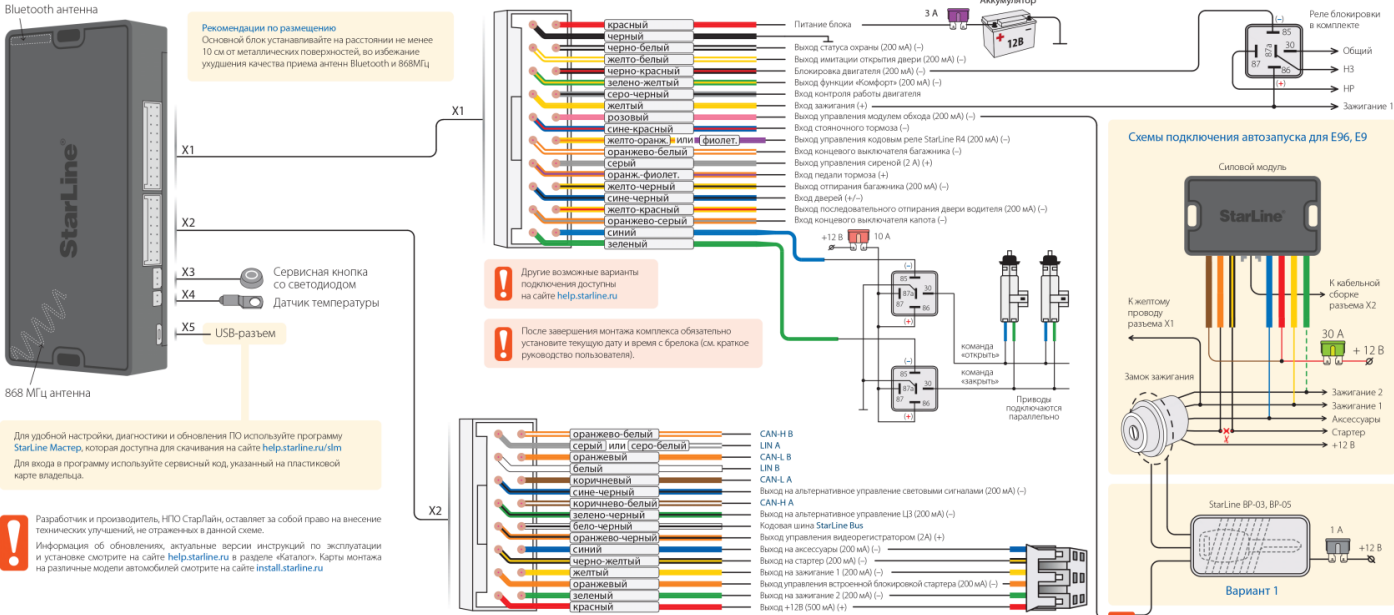 Bluetooth антенна
Рекомендации по размещению
Основной блок устанавливайте на расстоянии не менее
10 см от металлических поверхностей, во избежание
ухудшения качества приема антенн Bluetooth и 868МГц
StarLine®
X1
X2
X3
Сервисная кнопка
со светодиодом
X4
Датчик температуры
X5
USB-разъем
868 МГц антенна
Для удобной настройки, диагностики и обновления ПО используйте программу
StarLine Мастер, которая доступна для скачивания на сайте help.starline.ru/slm
Для входа в программу используйте сервисный код, указанный на пластиковой
карте владельца.
Разработчик и производитель, НПО СтарЛайн, оставляет за собой право на внесение
технических улучшений, не отраженных в данной схеме.
Информация об обновлениях, актуальные версии инструкций по эксплуатации
и установке смотрите на сайте help.starline.ru в разделе «Каталог». Карты монтажа
на различные модели автомобилей смотрите на сайте install.starline.ru
X1
красный Питание блока
черный
черно-белый Выход статуса охраны (200 мА) (–)
желто-белый Выход имитации открытия двери (200 мА) (–)
черно-красный Блокировка двигателя (200 мА) (–)
зелено-желтый Выход функции «Комфорт» (200 мА) (–)
серо-черный Вход контроля работы двигателя
желтый Вход зажигания (+)
розовый Выход управления модулем обхода (200 мА) (–)
сине-красный Вход стояночного тормоза (–)
желто-оранж. или фиолет. Выход управления кодовым реле StarLine R4 (200 мА) (–)
оранжево-белый Вход концевого выключателя багажника (–)
серый Выход управления сиреной (2 А) (+)
оранж.-фиолет. Вход педали тормоза (+)
желто-черный Выход отпирания багажника (200 мА) (–)
сине-черный Вход дверей (+/–)
желто-красный Выход последовательного отпирания двери водителя (200 мА) (–)
оранжево-серый Вход концевого выключателя капота (–)
синий
зеленый
3 А
Аккумулятор
12В
(–)
85
87а
30
87
86
(+)
Реле блокировки
в комплекте
Общий
НЗ
НР
Зажигание 1
Другие возможные варианты
подключения доступны
на сайте help.starline.ru
После завершения монтажа комплекса обязательно
установите текущую дату и время с брелока (см. краткое
руководство пользователя).
+12 В
10 А
(–)
85
87а
30
87
86
(+)
команда
«открыть»
(–)
85
87а
30
87
86
(+)
команда
«закрыть»
Приводы
подключаются
параллельно
X2
оранжево-белый CAN-H B
серый или серо-белый LIN A
оранжевый CAN-L B
белый LIN B
коричневый CAN-L A
сине-черный Выход на альтернативное управление световыми сигналами (200 мА) (–)
коричнево-белый CAN-H A
зелено-черный Выход на альтернативное управление ЦЗ (200 мА) (–)
бело-черный Кодовая шина StarLine Bus
оранжево-черный Выход управления видеорегистратором (2А) (+)
синий Выход на аксессуары (200 мА) (–)
черно-желтый Выход на стартер (200 мА) (–)
желтый Выход на зажигание 1 (200 мА) (–)
оранжевый Выход управления встроенной блокировкой стартера (200 мА) (–)
зеленый Выход на зажигание 2 (200 мА) (–)
красный Выход +12В (500 мА) (+)
Схемы подключения автозапуска для E96, E9
Силовой модуль
StarLine®
К желтому
проводу
разъема X1
К кабельной
сборке
разъема X2
30 А
+ 12 В
Замок зажигания
Зажигание 2
Зажигание 1
Аксессуары
Стартер
+12 В
StarLine BP-03, BP-05
1 А
+12 В
Вариант 1